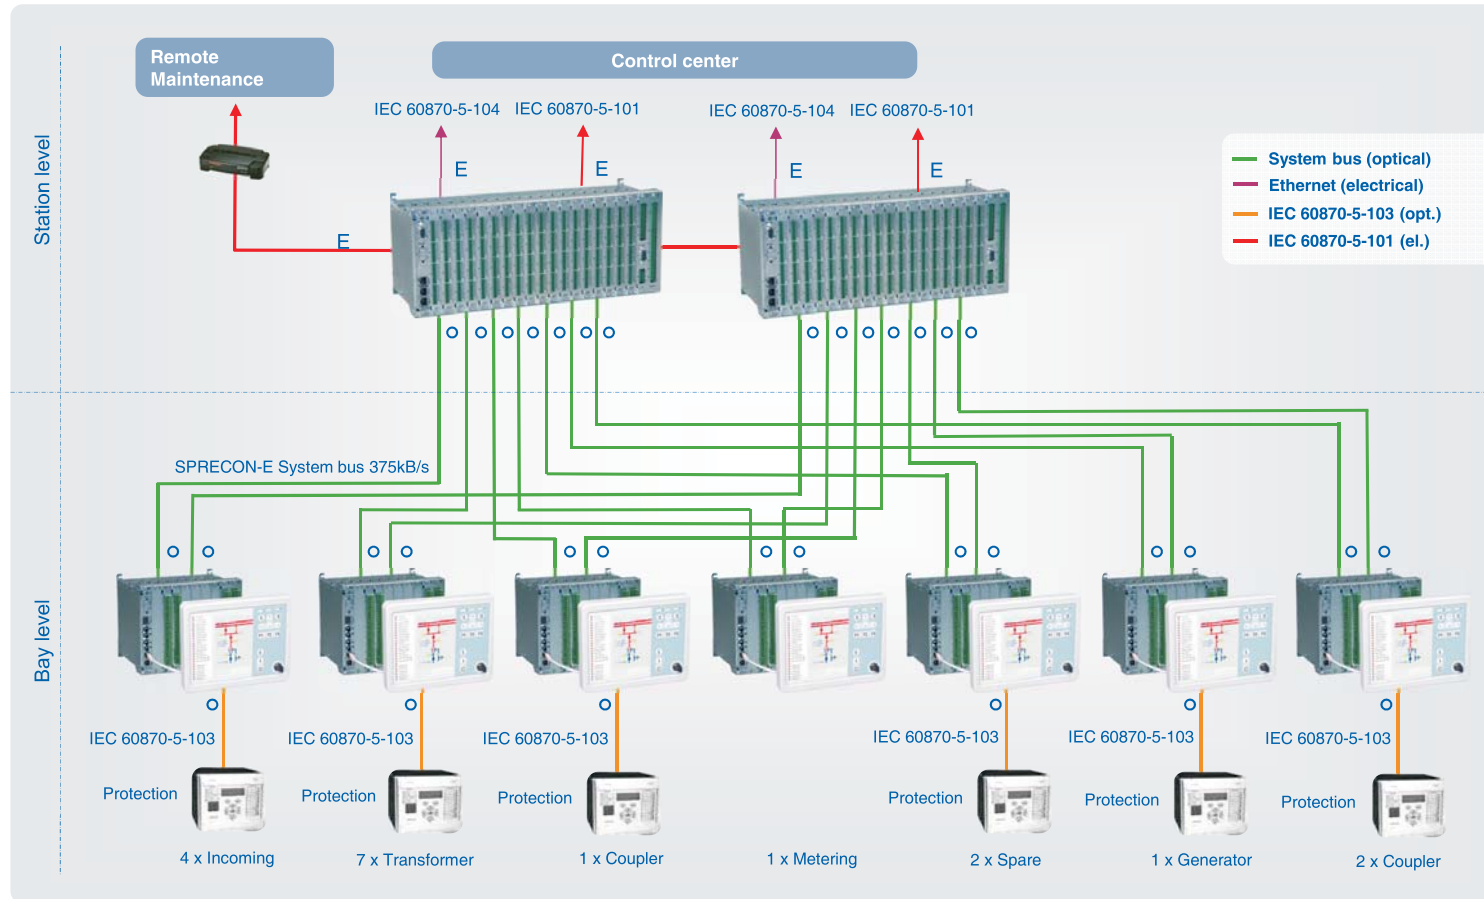 Remote
Maintenance
Control center
IEC 60870-5-104
IEC 60870-5-101
IEC 60870-5-104
IEC 60870-5-101
E
E
E
E
E
System bus (optical)
Ethernet (electrical)
IEC 60870-5-103 (opt.)
IEC 60870-5-101 (el.)
Station level
SPRECON-E System bus 375kB/s
Bay level
IEC 60870-5-103
IEC 60870-5-103
IEC 60870-5-103
IEC 60870-5-103
IEC 60870-5-103
IEC 60870-5-103
Protection
Protection
Protection
Protection
Protection
Protection
4 x Incoming
7 x Transformer
1 x Coupler
1 x Metering
2 x Spare
1 x Generator
2 x Coupler